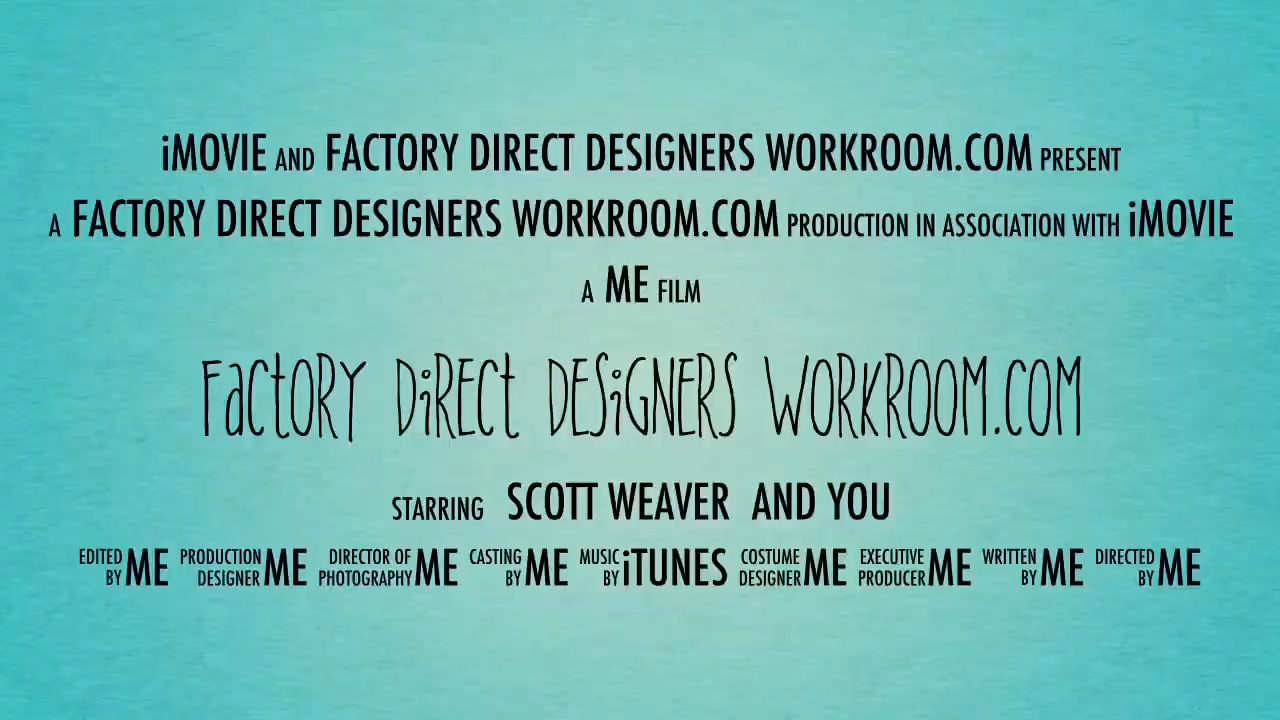 iMOVIE AND FACTORY DIRECT DESIGNERS WORKROOM.COM PRESENT
A FACTORY DIRECT DESIGNERS WORKROOM.COM PRODUCTION IN ASSOCIATION WITH iMOVIE
A ME FILM
FactORY DiRECt DESiGNERS WORKROOM.COM
STARRING SCOTT WEAVER AND YOU
EDITED BY ME PRODUCTION DESIGNER ME DIRECTOR OF PHOTOGRAPHY ME CASTING BY ME MUSIC BY iTUNES COSTUME DESIGNER ME EXECUTIVE PRODUCER ME WRITTEN BY ME DIRECTED BY ME